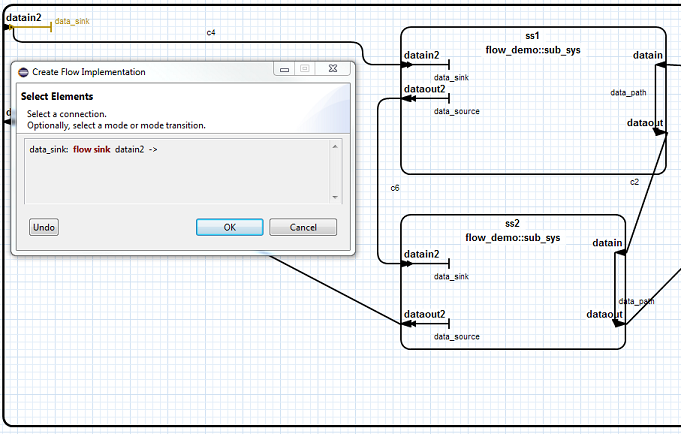 datain2
data_sink
c4
ss1
flow_demo::sub_sys
datain2
data_sink
dataout2
data_source
datain
data_path
dataout
Create Flow Implementation
Select Elements
Select a connection.
Optionally, select a mode or mode transition.
data_sink: flow sink datain2 ->
Undo
OK
Cancel
c6
c2
ss2
flow_demo::sub_sys
datain
datain2
data_sink
data_path
dataout2
dataout
data_source